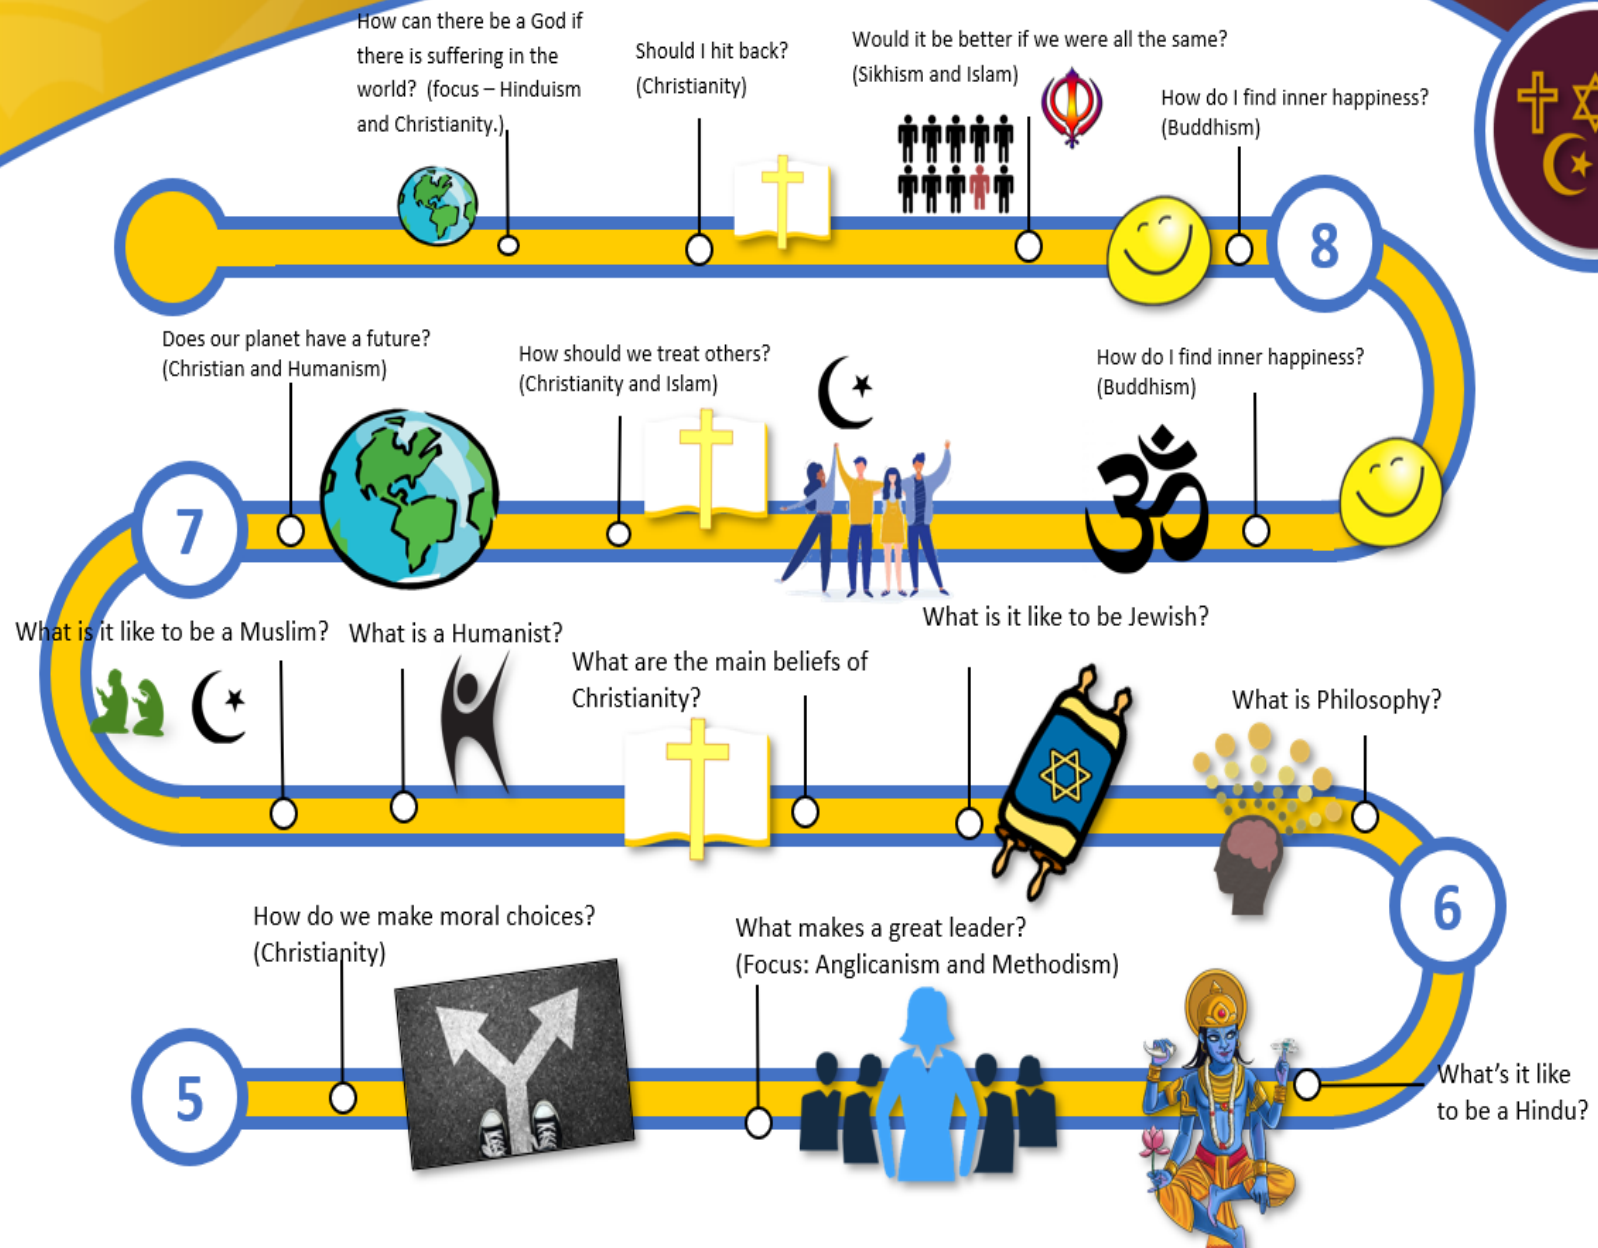 How can there be a God if
there is suffering in the
world?  (focus – Hinduism
and Christianity.)
Should I hit back?
(Christianity)
Would it be better if we were all the same?
(Sikhism and Islam)
How do I find inner happiness?
(Buddhism)
8
Does our planet have a future?
(Christian and Humanism)
How should we treat others?
(Christianity and Islam)
How do I find inner happiness?
(Buddhism)
7
What is it like to be a Muslim?
What is a Humanist?
What are the main beliefs of
Christianity?
What is it like to be Jewish?
What is Philosophy?
6
How do we make moral choices?
(Christianity)
What makes a great leader?
(Focus: Anglicanism and Methodism)
What's it like
to be a Hindu?
5
ॐ